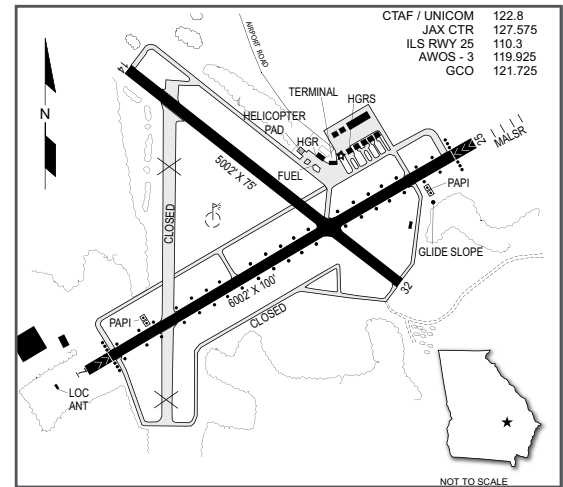 CTAF / UNICOM 122.8
JAX CTR 127.575
ILS RWY 25 110.3
AWOS - 3 119.925
GCO 121.725
AIRPORT ROAD
14
TERMINAL
HGRS
N
HELICOPTER
PAD
HGR
FUEL
25
MALSR
PAPI
5002' X 75'
CLOSED
GLIDE SLOPE
6002' X 100'
32
CLOSED
PAPI
LOC
ANT
NOT TO SCALE